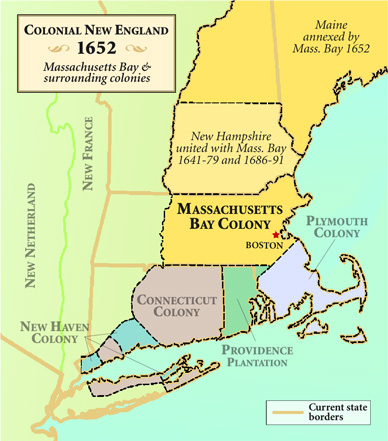 COLONIAL NEW ENGLAND
1652
Massachusetts Bay &
surrounding colonies
Maine
annexed by
Mass. Bay 1652
New Hampshire
united with Mass. Bay
1641-79 and 1686-91
NEW FRANCE
NEW NETHERLAND
MASSACHUSETTS
BAY COLONY
BOSTON
PLYMOUTH
COLONY
CONNECTICUT
COLONY
NEW HAVEN
COLONY
PROVIDENCE
PLANTATION
Current state
borders